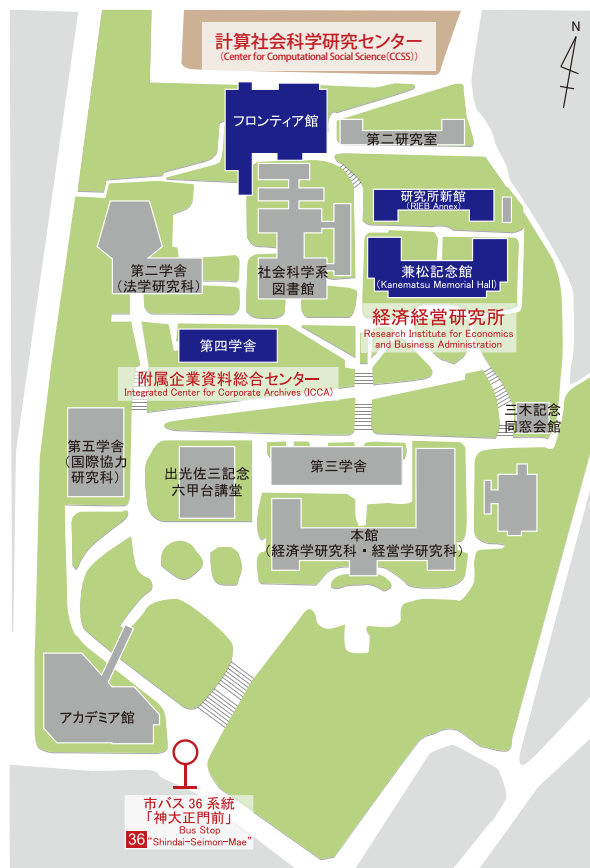 計算社会科学研究センター
(Center for Computational Social Science(CCSS))
N
フロンティア館
第二研究室
研究所新館
(RIEB Annex)
第二学舎
(法学研究科)
社会科学系
図書館
兼松記念館
(Kanematsu Memorial Hall)
経済経営研究所
Research Institute for Economics
and Business Administration
第四学舎
附属企業資料総合センター
Integrated Center for Corporate Archives (ICCA)
三木記念
同窓会館
第五学舎
(国際協力
研究科)
出光佐三記念
六甲台講堂
第三学舎
本館
(経済学研究科・経営学研究科)
アカデミア館
市バス 36 系統
「神大正門前」
Bus Stop
36 "Shindai-Seimon-Mae"